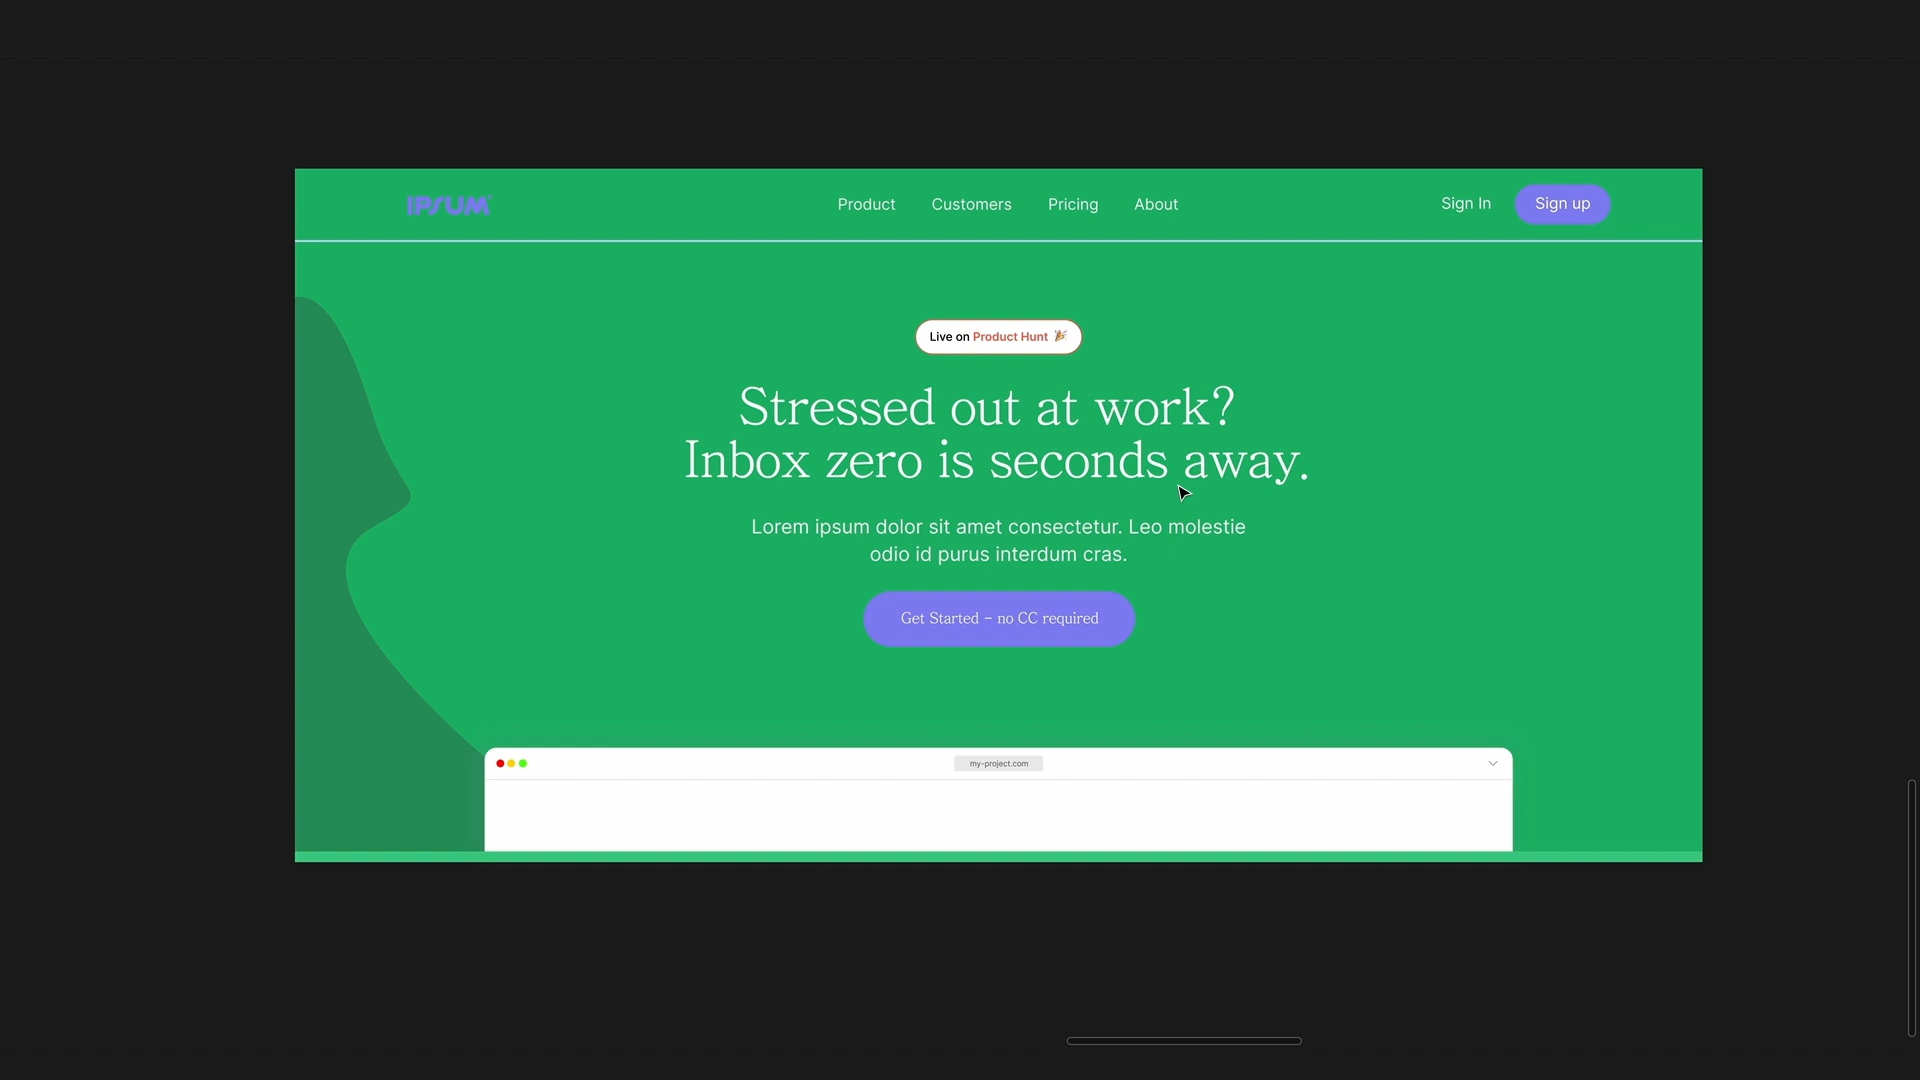 IPSUM
Product Customers Pricing About
Sign In Sign up
Live on Product Hunt 🎉
Stressed out at work?
Inbox zero is seconds away.
Lorem ipsum dolor sit amet consectetur. Leo molestie
odio id purus interdum cras.
Get Started – no CC required
my-project.com